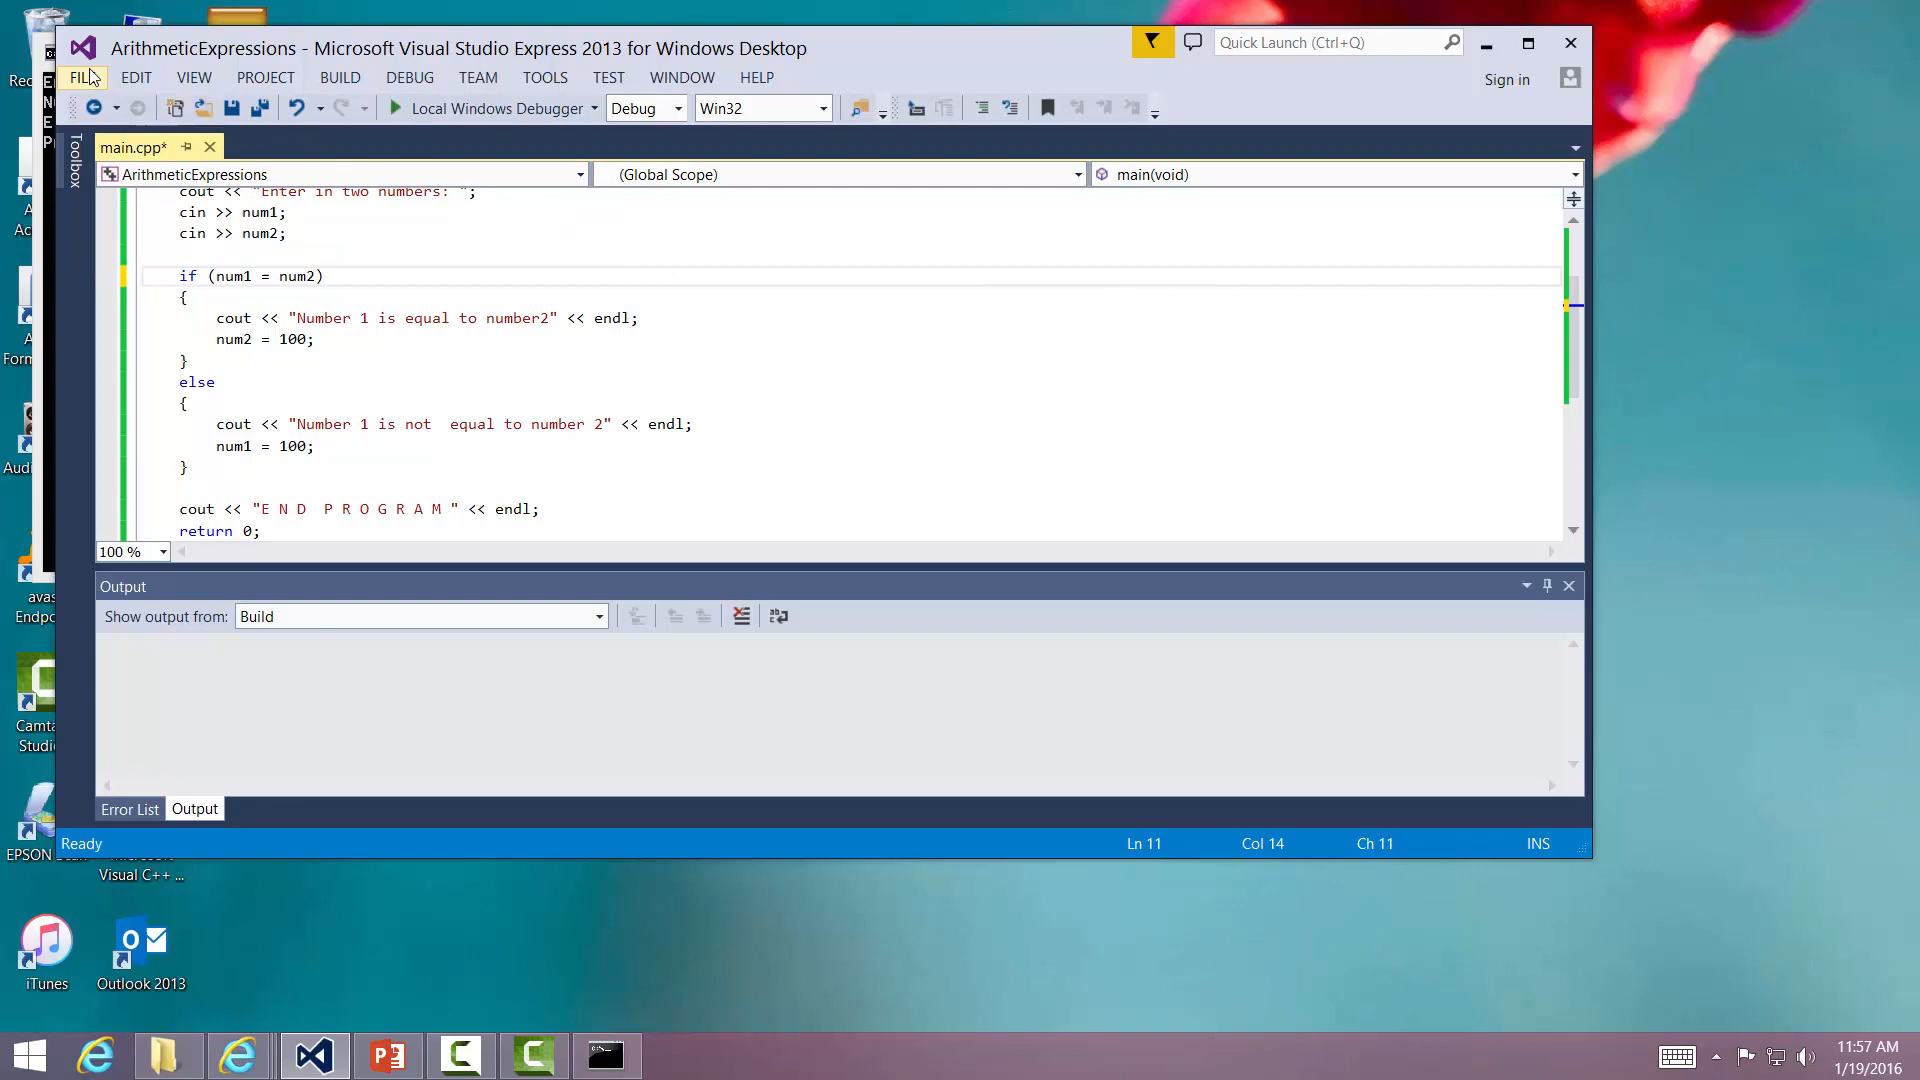 ArithmeticExpressions - Microsoft Visual Studio Express 2013 for Windows Desktop
Quick Launch (Ctrl+Q)
FILE EDIT VIEW PROJECT BUILD DEBUG TEAM TOOLS TEST WINDOW HELP
Sign in
Local Windows Debugger Debug Win32
Toolbox
main.cpp*
ArithmeticExpressions (Global Scope) main(void)
cout << "Enter in two numbers: ";
cin >> num1;
cin >> num2;
if (num1 = num2)
{
cout << "Number 1 is equal to number2" << endl;
num2 = 100;
}
else
{
cout << "Number 1 is not  equal to number 2" << endl;
num1 = 100;
}
cout << "E N D  P R O G R A M " << endl;
return 0;
100 %
Output
Show output from: Build
Error List Output
Ready Ln 11 Col 14 Ch 11 INS
Rec
A
Ac
A
Form
Audi
avas
Endpo
Camta
Studi
EPSON
Visual C++ ...
iTunes
Outlook 2013
11:57 AM
1/19/2016